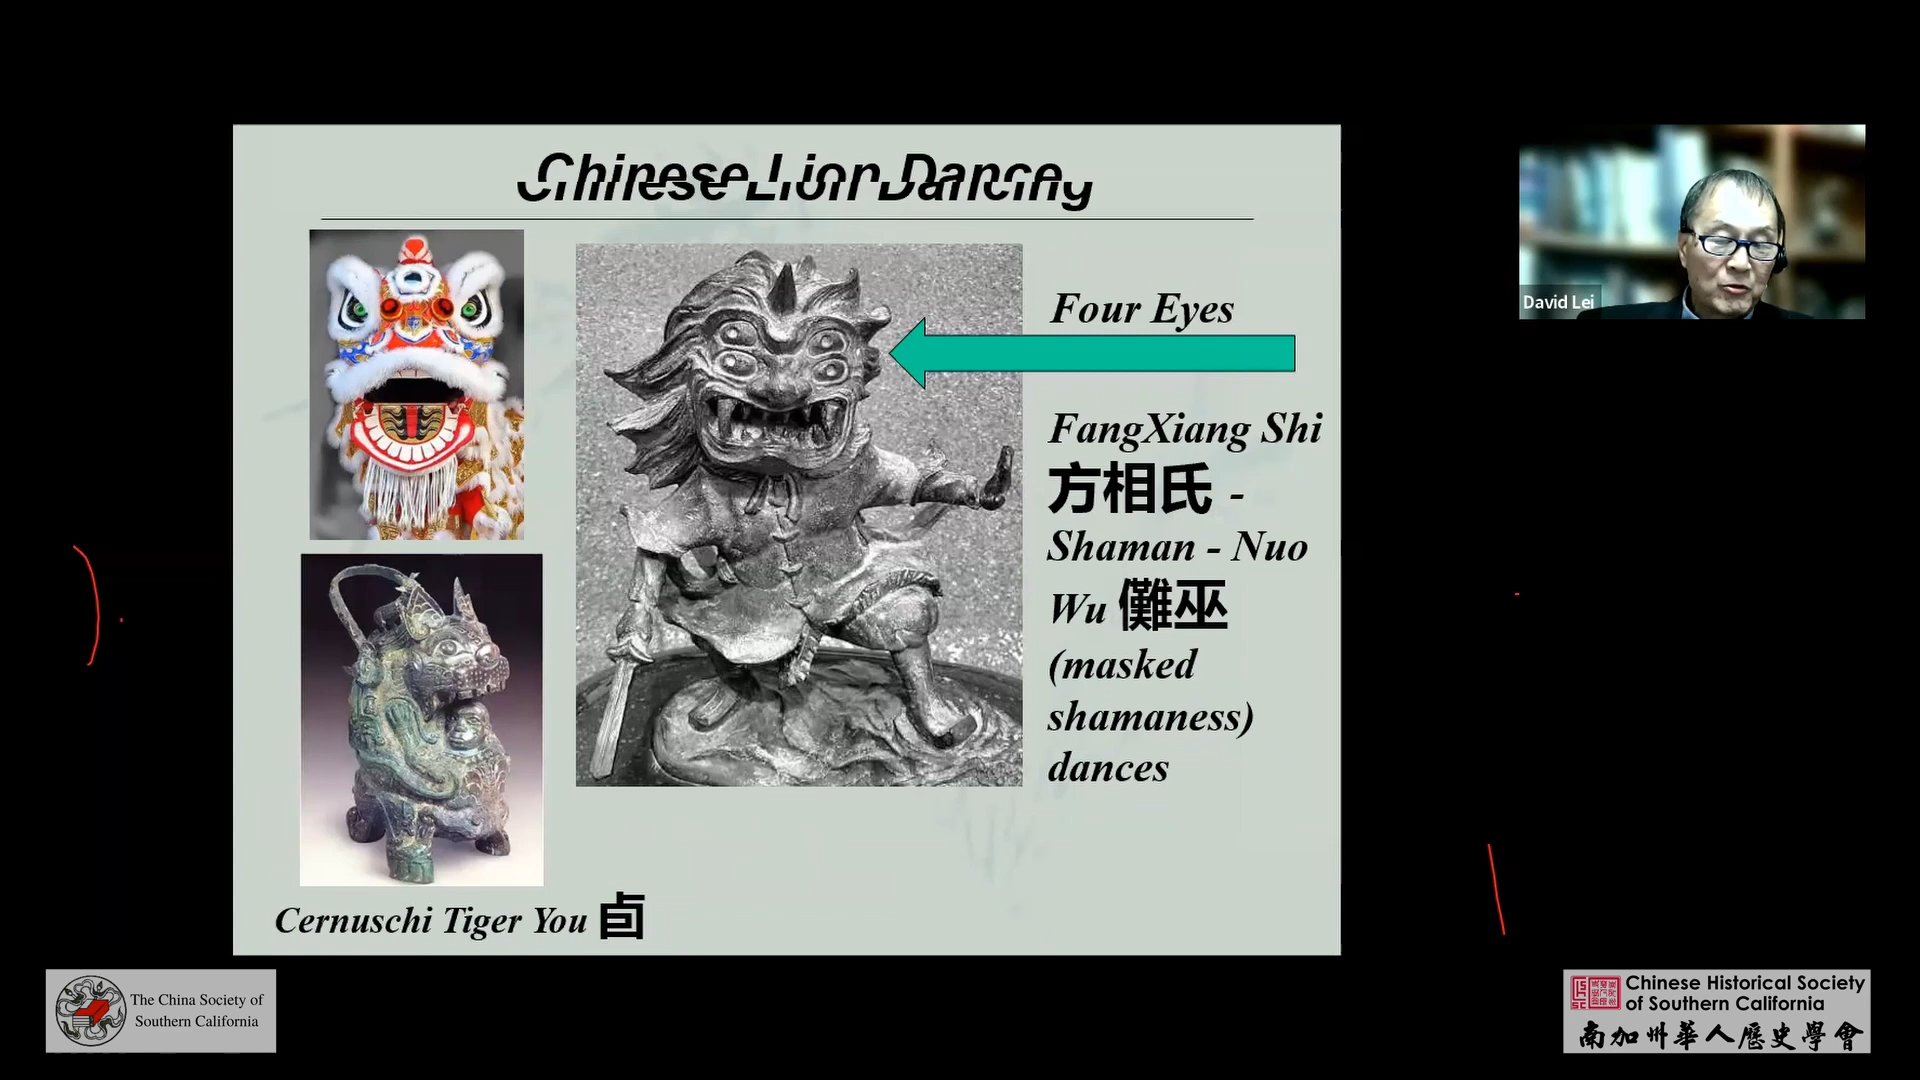 Chinese Lion Dancing
Four Eyes
FangXiang Shi
方相氏 -
Shaman - Nuo
Wu 儺巫
(masked
shamaness)
dances
Cernuschi Tiger You 卣
David Lei
The China Society of
Southern California
Chinese Historical Society
of Southern California
南加州華人歷史學會